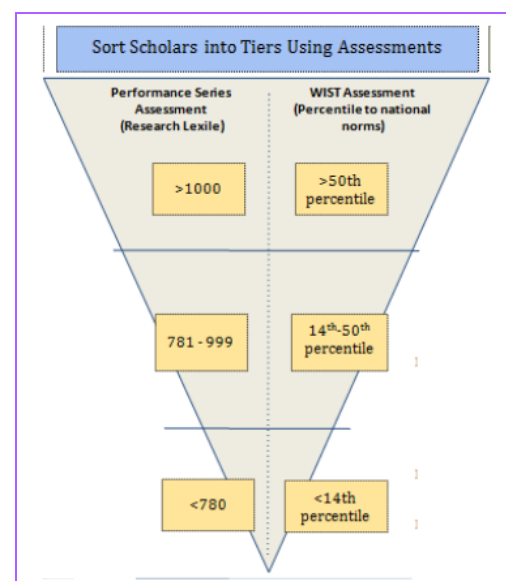 Sort Scholars into Tiers Using Assessments
Performance Series
Assessment
(Research Lexile)
WIST Assessment
(Percentile to national
norms)
>1000
>50th
percentile
781 - 999
14th-50th
percentile
<780
<14th
percentile